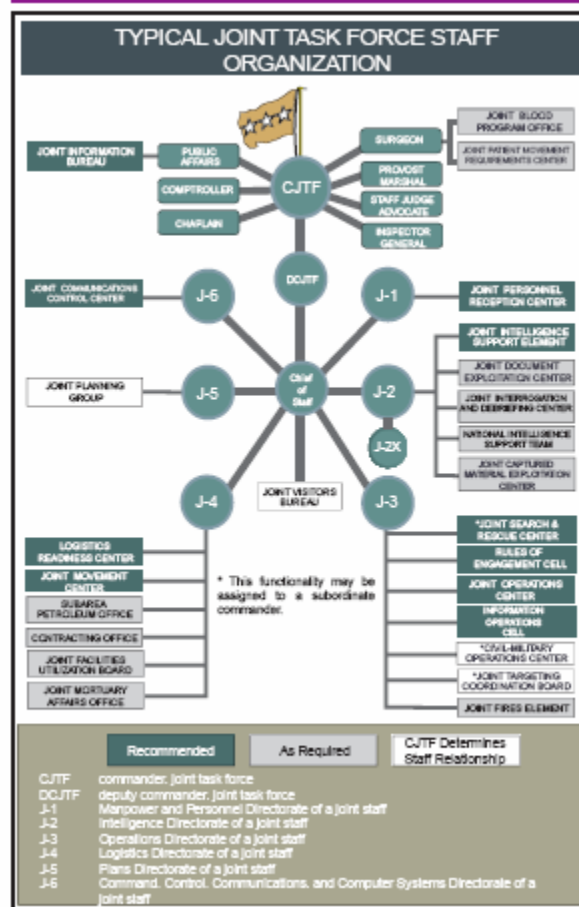 TYPICAL JOINT TASK FORCE STAFF
ORGANIZATION
JOINT INFORMATION
BUREAU
PUBLIC
AFFAIRS
COMPTROLLER
CHAPLAIN
CJTF
SURGEON
PROVOST
MARSHAL
STAFF JUDGE
ADVOCATE
INSPECTOR
GENERAL
JOINT BLOOD
PROGRAM OFFICE
JOINT PATIENT MOVEMENT
REQUIREMENTS CENTER
DCJTF
JOINT COMMUNICATIONS
CONTROL CENTER
J-6
J-1
JOINT PERSONNEL
RECEPTION CENTER
JOINT PLANNING
GROUP
J-5
Chief
of
Staff
J-2
J-2X
JOINT INTELLIGENCE
SUPPORT ELEMENT
JOINT DOCUMENT
EXPLOITATION CENTER
JOINT INTERROGATION
AND DEBRIEFING CENTER
NATIONAL INTELLIGENCE
SUPPORT TEAM
JOINT CAPTURED
MATERIAL EXPLOITATION
CENTER
J-4
JOINT VISITORS
BUREAU
J-3
LOGISTICS
READINESS CENTER
JOINT MOVEMENT
CENTER
SUBAREA
PETROLEUM OFFICE
CONTRACTING OFFICE
JOINT FACILITIES
UTILIZATION BOARD
JOINT MORTUARY
AFFAIRS OFFICE
* This functionality may be
assigned to a subordinate
commander.
*JOINT SEARCH &
RESCUE CENTER
RULES OF
ENGAGEMENT CELL
JOINT OPERATIONS
CENTER
INFORMATION
OPERATIONS
CELL
*CIVIL-MILITARY
OPERATIONS CENTER
*JOINT TARGETING
COORDINATION BOARD
JOINT FIRES ELEMENT
Recommended
As Required
CJTF Determines
Staff Relationship
CJTF commander, joint task force
DCJTF deputy commander, joint task force
J-1 Manpower and Personnel Directorate of a joint staff
J-2 Intelligence Directorate of a joint staff
J-3 Operations Directorate of a joint staff
J-4 Logistics Directorate of a joint staff
J-5 Plans Directorate of a joint staff
J-6 Command, Control, Communications, and Computer Systems Directorate of a
joint staff